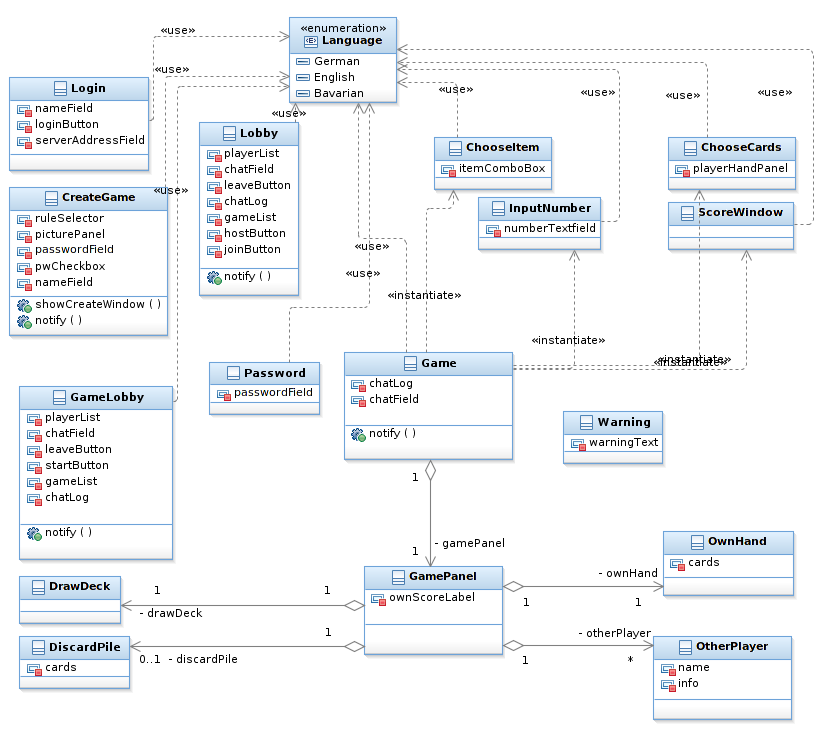 «use»
«enumeration»
Language
German
English
Bavarian
«use»
«use»
«use»
«use»
«use»
«use»
«use»
Login
nameField
loginButton
serverAddressField
CreateGame
ruleSelector
picturePanel
passwordField
pwCheckbox
nameField
showCreateWindow ( )
notify ( )
Lobby
playerList
chatField
leaveButton
chatLog
gameList
hostButton
joinButton
notify ( )
ChooseItem
itemComboBox
InputNumber
numberTextfield
ChooseCards
playerHandPanel
ScoreWindow
«use»
«use»
«instantiate»
«instantiate»
«instantiate»
«instantiate»
Password
passwordField
Game
chatLog
chatField
notify ( )
GameLobby
playerList
chatField
leaveButton
startButton
gameList
chatLog
notify ( )
Warning
warningText
1
1
- gamePanel
GamePanel
ownScoreLabel
OwnHand
cards
- ownHand
1
1
DrawDeck
1
1
- drawDeck
DiscardPile
cards
1
0..1
- discardPile
- otherPlayer
1
*
OtherPlayer
name
info